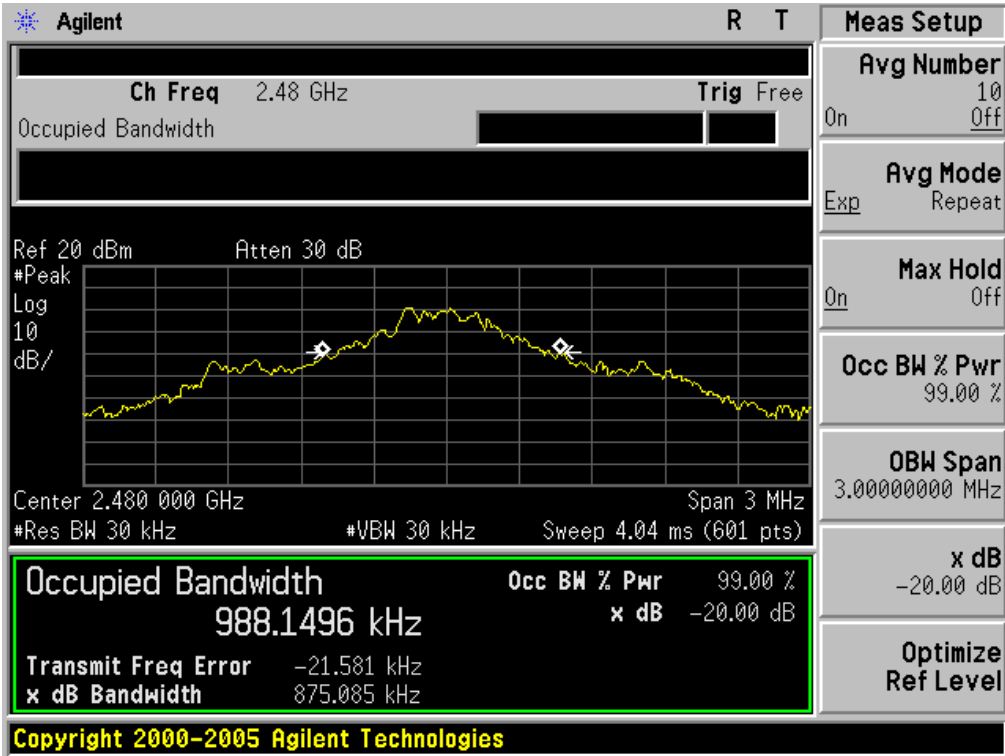 Agilent R T
Ch Freq 2.48 GHz Trig Free
Occupied Bandwidth
Ref 20 dBm Atten 30 dB
#Peak
Log
10
dB/
Center 2.480 000 GHz Span 3 MHz
#Res BW 30 kHz #VBW 30 kHz Sweep 4.04 ms (601 pts)
Occupied Bandwidth
988.1496 kHz
Occ BW % Pwr 99.00 %
x dB -20.00 dB
Transmit Freq Error -21.581 kHz
x dB Bandwidth 875.085 kHz
Copyright 2000-2005 Agilent Technologies
Meas Setup
Avg Number
10
On Off
Avg Mode
Exp Repeat
Max Hold
On Off
Occ BW % Pwr
99.00 %
OBW Span
3.00000000 MHz
x dB
-20.00 dB
Optimize
Ref Level